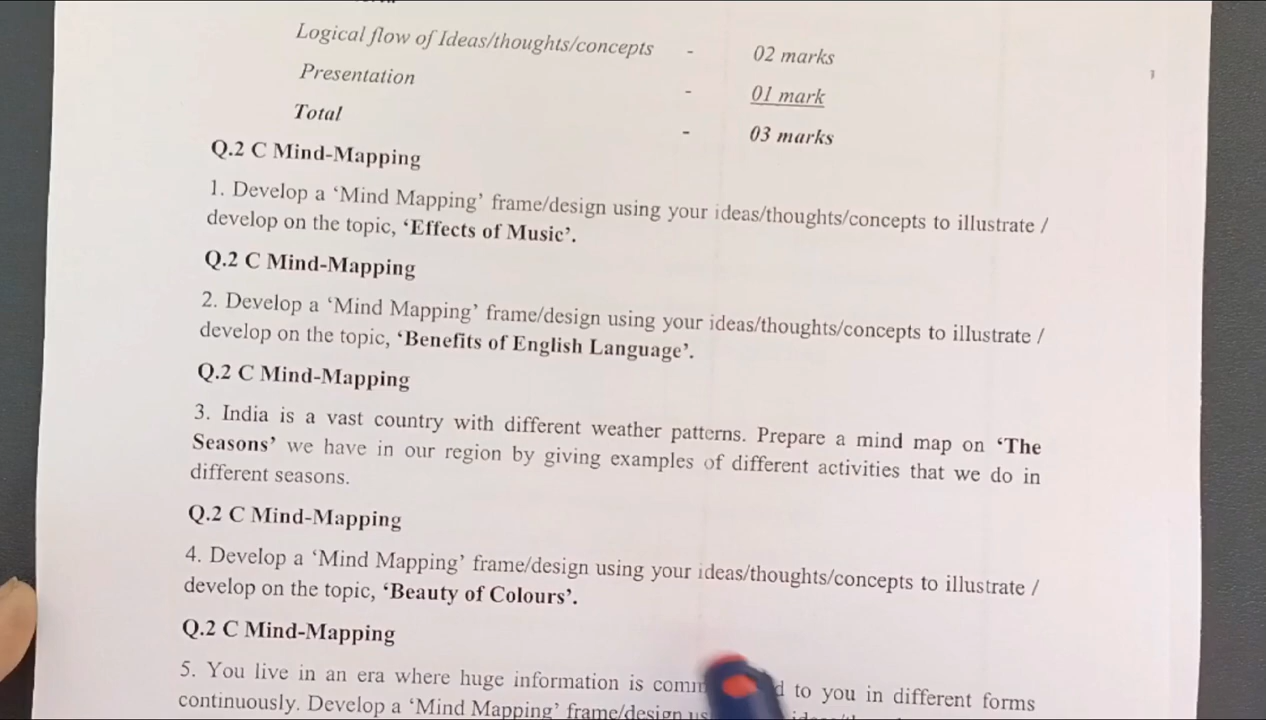 Logical flow of Ideas/thoughts/concepts - 02 marks
Presentation - 01 mark
Total - 03 marks
Q.2 C Mind-Mapping
1. Develop a ‘Mind Mapping’ frame/design using your ideas/thoughts/concepts to illustrate /
develop on the topic, ‘Effects of Music’.
Q.2 C Mind-Mapping
2. Develop a ‘Mind Mapping’ frame/design using your ideas/thoughts/concepts to illustrate /
develop on the topic, ‘Benefits of English Language’.
Q.2 C Mind-Mapping
3. India is a vast country with different weather patterns. Prepare a mind map on ‘The
Seasons’ we have in our region by giving examples of different activities that we do in
different seasons.
Q.2 C Mind-Mapping
4. Develop a ‘Mind Mapping’ frame/design using your ideas/thoughts/concepts to illustrate /
develop on the topic, ‘Beauty of Colours’.
Q.2 C Mind-Mapping
5. You live in an era where huge information is to you in different forms
continuously. Develop a ‘Mind Mapping’ frame/design